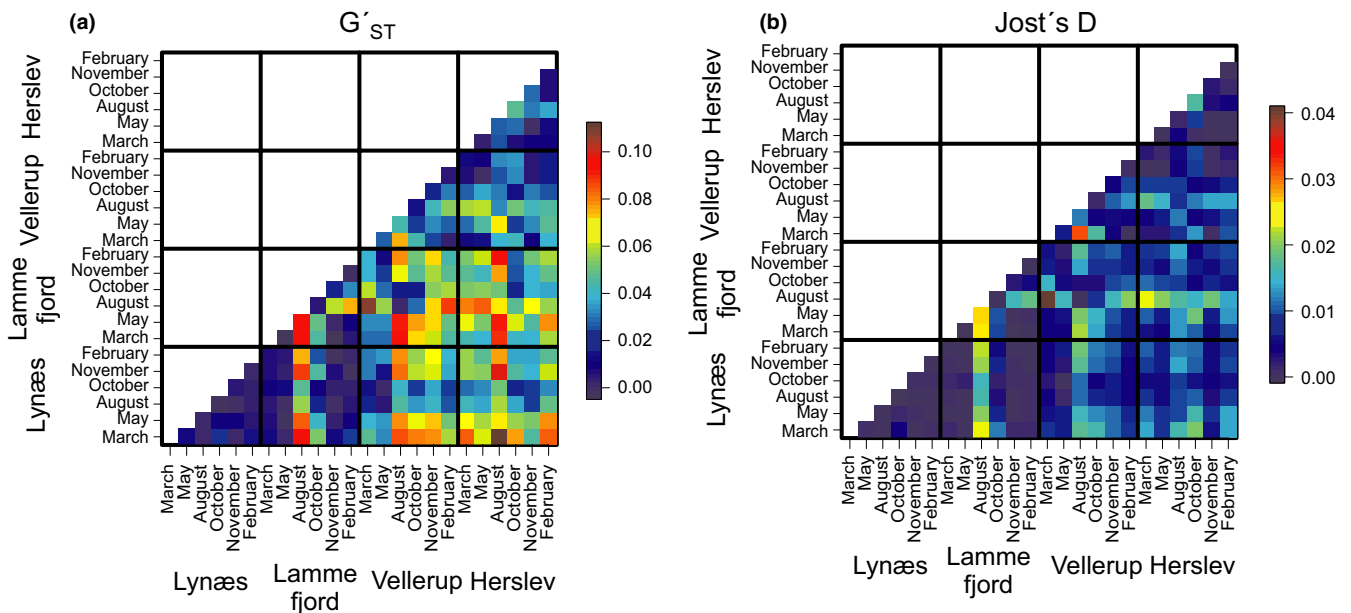 (a)
G´ST
February
November
October
August
May
March
February
November
October
August
May
March
February
November
October
August
May
March
February
November
October
August
May
March
Herslev
Vellerup
Lamme
fjord
Lynæs
0.10
0.08
0.06
0.04
0.02
0.00
March
May
August
October
November
February
March
May
August
October
November
February
March
May
August
October
November
February
March
May
August
October
November
February
Lynæs
Lamme
fjord
Vellerup
Herslev
(b)
Jost´s D
February
November
October
August
May
March
February
November
October
August
May
March
February
November
October
August
May
March
February
November
October
August
May
March
Herslev
Vellerup
Lamme
fjord
Lynæs
0.04
0.03
0.02
0.01
0.00
March
May
August
October
November
February
March
May
August
October
November
February
March
May
August
October
November
February
March
May
August
October
November
February
Lynæs
Lamme
fjord
Vellerup
Herslev